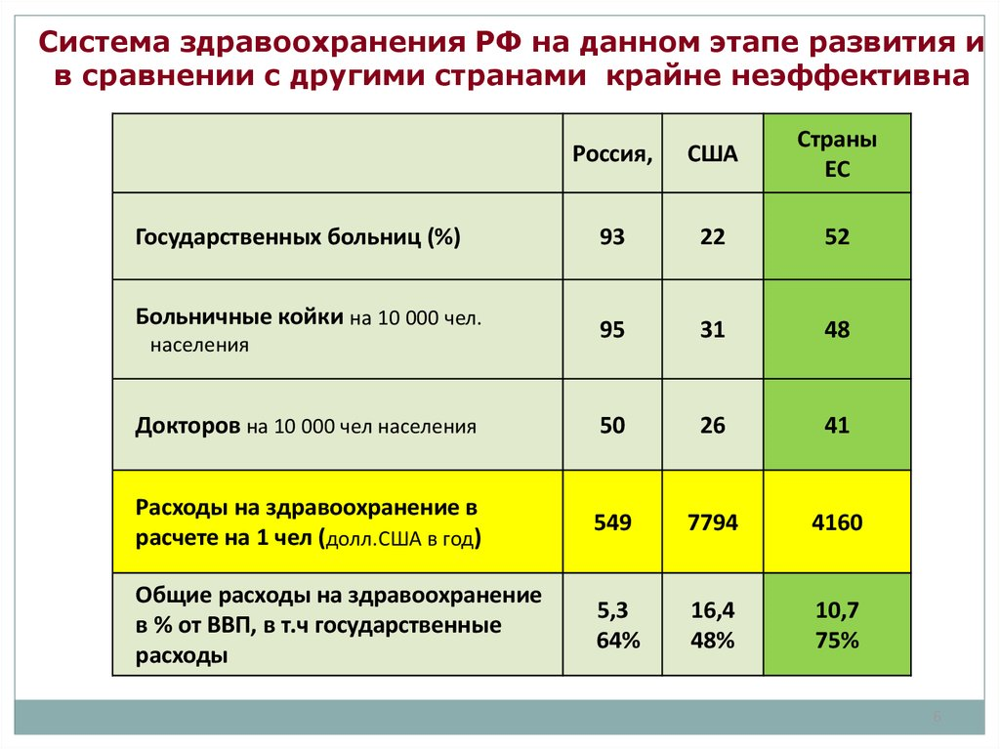 Система здравоохранения РФ на данном этапе развития и
в сравнении с другими странами крайне неэффективна
Россия,
США
Страны
ЕС
Государственных больниц (%)
93
22
52
Больничные койки на 10 000 чел.
населения
95
31
48
Докторов на 10 000 чел населения
50
26
41
Расходы на здравоохранение в
расчете на 1 чел (долл.США в год)
549
7794
4160
Общие расходы на здравоохранение
в % от ВВП, в т.ч государственные
расходы
5,3
64%
16,4
48%
10,7
75%
6